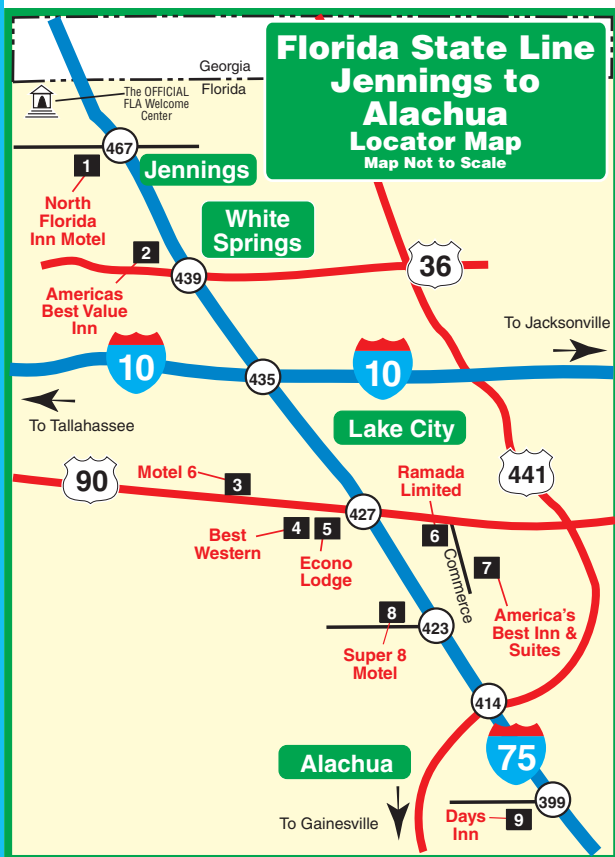 Florida State Line
Jennings to
Alachua
Locator Map
Map Not to Scale
Georgia
Florida
The OFFICIAL
FLA Welcome
Center
467
1
Jennings
North
Florida
Inn Motel
White
Springs
2
439
36
Americas
Best Value
Inn
To Jacksonville
10
435
10
To Tallahassee
Lake City
90
Motel 6
3
Ramada
Limited
441
427
4
5
6
Best
Western
Econo
Lodge
Commerce
7
8
423
America's
Best Inn &
Suites
Super 8
Motel
414
75
Alachua
399
To Gainesville
Days
Inn
9